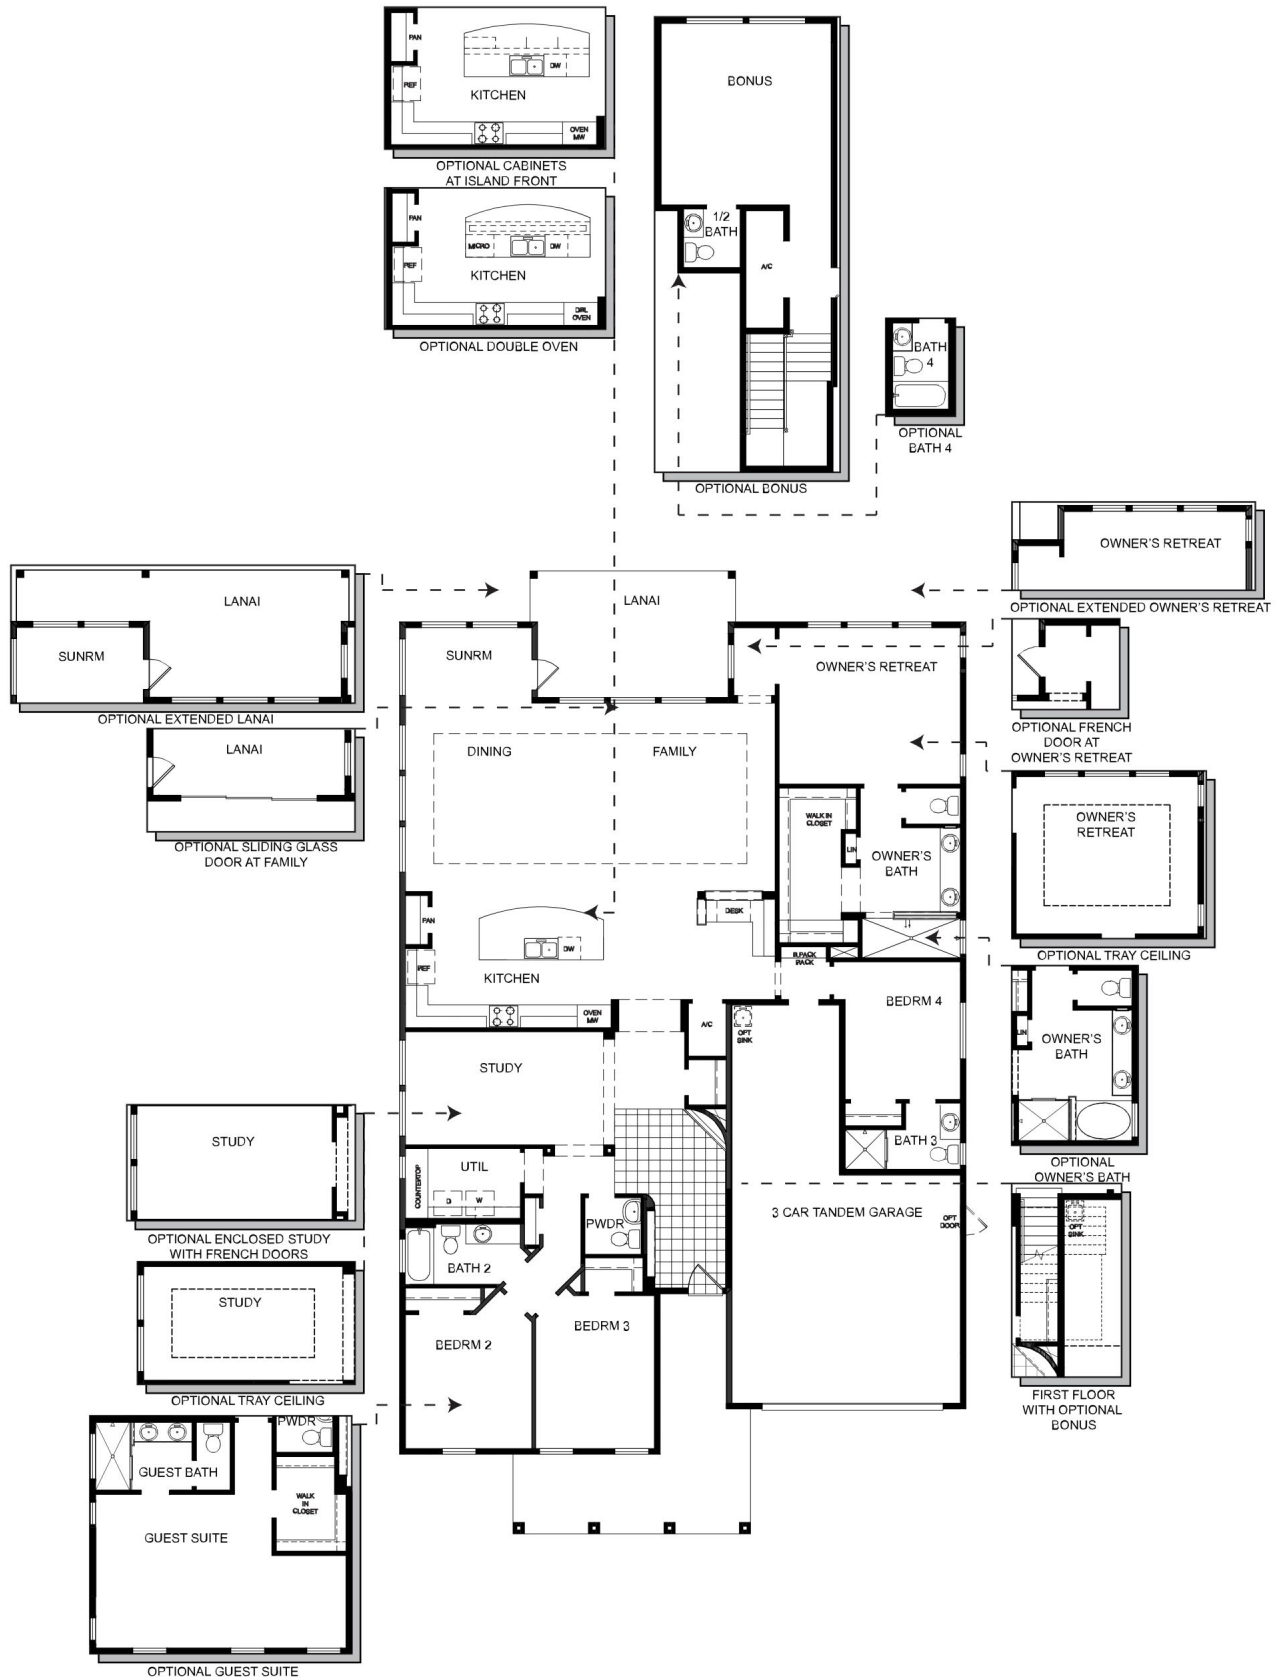 PAN
REF
DW
KITCHEN
OVEN
MW
OPTIONAL CABINETS
AT ISLAND FRONT
PAN
REF
MICRO
DW
KITCHEN
DBL
OVEN
OPTIONAL DOUBLE OVEN
BONUS
1/2
BATH
A/C
OPTIONAL BONUS
BATH
4
OPTIONAL
BATH 4
OWNER'S RETREAT
OPTIONAL EXTENDED OWNER'S RETREAT
LANAI
SUNRM
OPTIONAL EXTENDED LANAI
LANAI
OPTIONAL SLIDING GLASS
DOOR AT FAMILY
OPTIONAL FRENCH
DOOR AT
OWNER'S RETREAT
OWNER'S
RETREAT
OPTIONAL TRAY CEILING
LANAI
SUNRM
OWNER'S RETREAT
DINING
FAMILY
WALK IN
CLOSET
LIN
OWNER'S
BATH
PAN
DESK
REF
DW
KITCHEN
OVEN
MW
B.PACK
RACK
BEDRM 4
A/C
OPT
SINK
STUDY
BATH 3
COUNTERTOP
UTIL
D
W
PWDR
BATH 2
3 CAR TANDEM GARAGE
OPT
DOOR
BEDRM 2
BEDRM 3
LIN
OWNER'S
BATH
OPTIONAL
OWNER'S BATH
OPT
SINK
FIRST FLOOR
WITH OPTIONAL
BONUS
STUDY
OPTIONAL ENCLOSED STUDY
WITH FRENCH DOORS
STUDY
OPTIONAL TRAY CEILING
PWDR
GUEST BATH
WALK
IN
CLOSET
GUEST SUITE
OPTIONAL GUEST SUITE